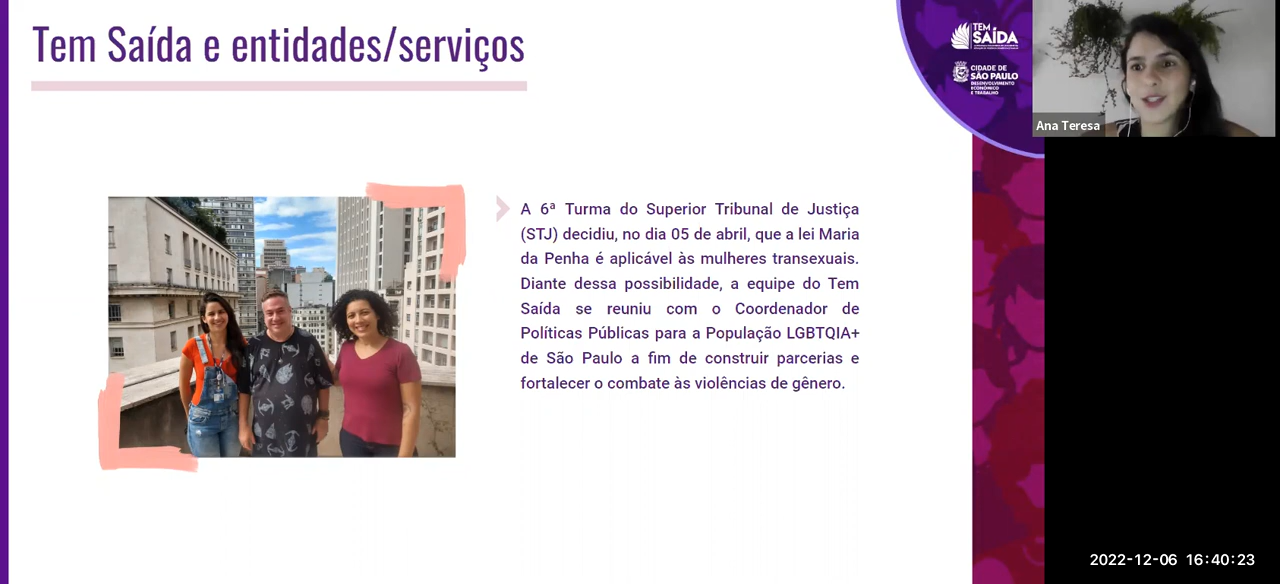 Tem Saída e entidades/serviços
TEM
SAÍDA
CIDADE DE
SÃO PAULO
DESENVOLVIMENTO
ECONÔMICO
E TRABALHO
Ana Teresa
A 6ª Turma do Superior Tribunal de Justiça
(STJ) decidiu, no dia 05 de abril, que a lei Maria
da Penha é aplicável às mulheres transexuais.
Diante dessa possibilidade, a equipe do Tem
Saída se reuniu com o Coordenador de
Políticas Públicas para a População LGBTQIA+
de São Paulo a fim de construir parcerias e
fortalecer o combate às violências de gênero.
2022-12-06 16:40:23